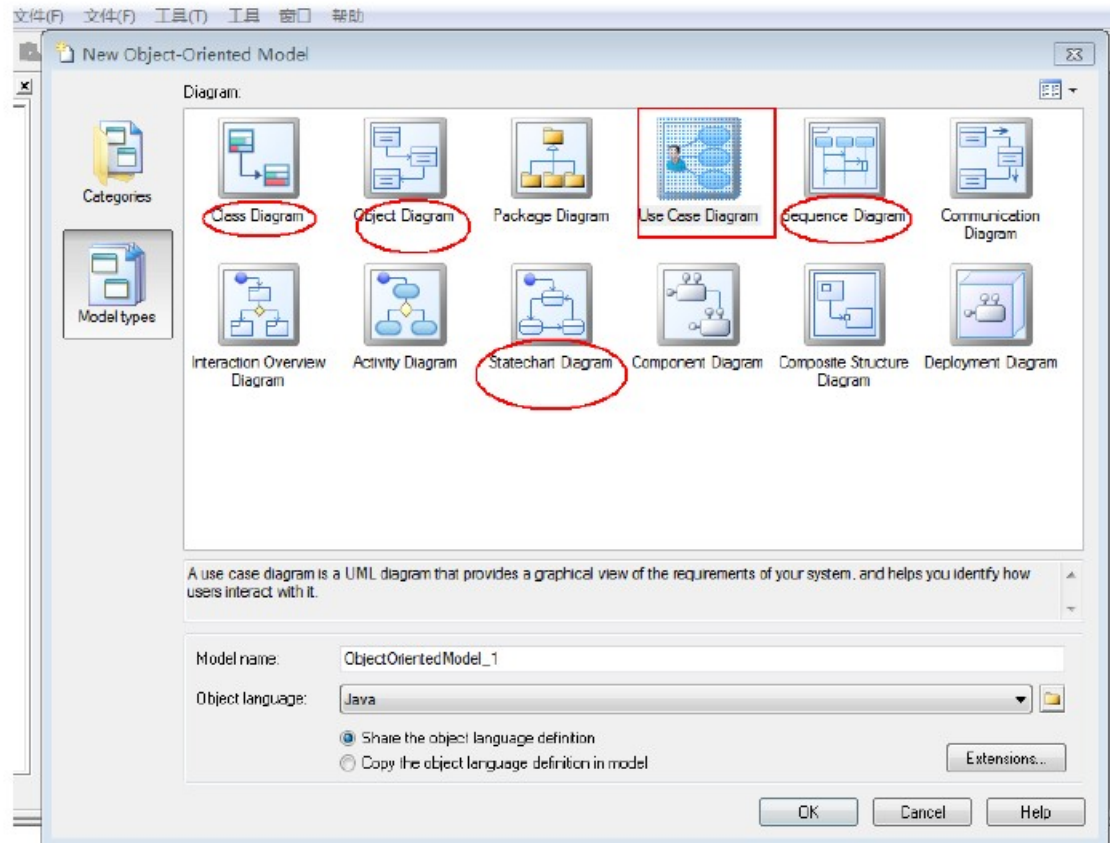 文件(F) 文件(F) 工具(T) 工具 窗口 帮助
New Object-Oriented Model
Diagram:
Categories
Model types
Class Diagram Object Diagram Package Diagram Use Case Diagram Sequence Diagram Communication
Diagram
Interaction Overview Activity Diagram Statechart Diagram Component Diagram Composite Structure Deployment Diagram
Diagram Diagram
A use case diagram is a UML diagram that provides a graphical view of the requirements of your system, and helps you identify how
users interact with it.
Model name: ObjectOrientedModel_1
Object language: Java
Share the object language definition
Copy the object language definition in model
Extensions...
OK Cancel Help